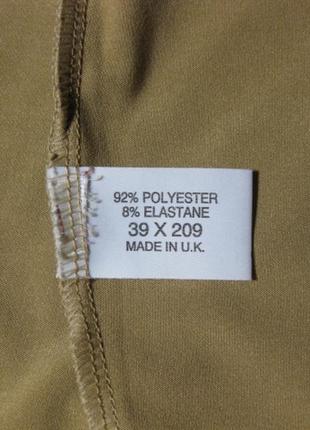 92% POLYESTER
8% ELASTANE
39 X 209
MADE IN U.K.